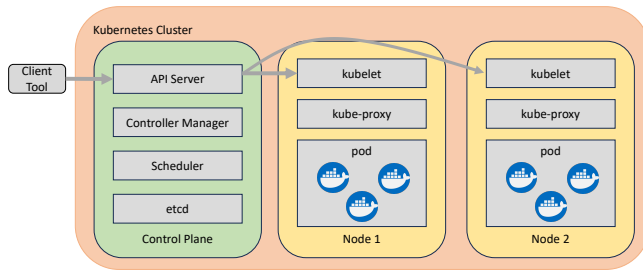 Kubernetes Cluster
Client
Tool
API Server
Controller Manager
Scheduler
etcd
Control Plane
kubelet
kube-proxy
pod
Node 1
kubelet
kube-proxy
pod
Node 2